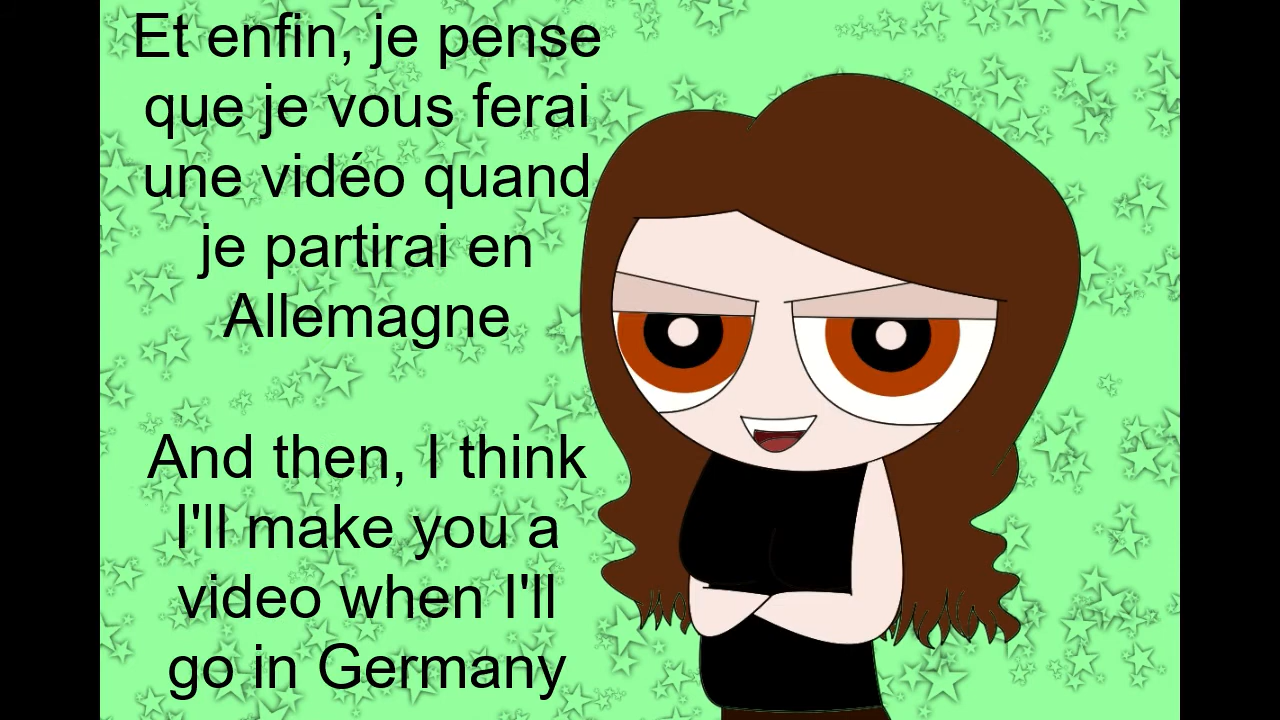 Et enfin, je pense
que je vous ferai
une vidéo quand
je partirai en
Allemagne
And then, I think
I'll make you a
video when I'll
go in Germany